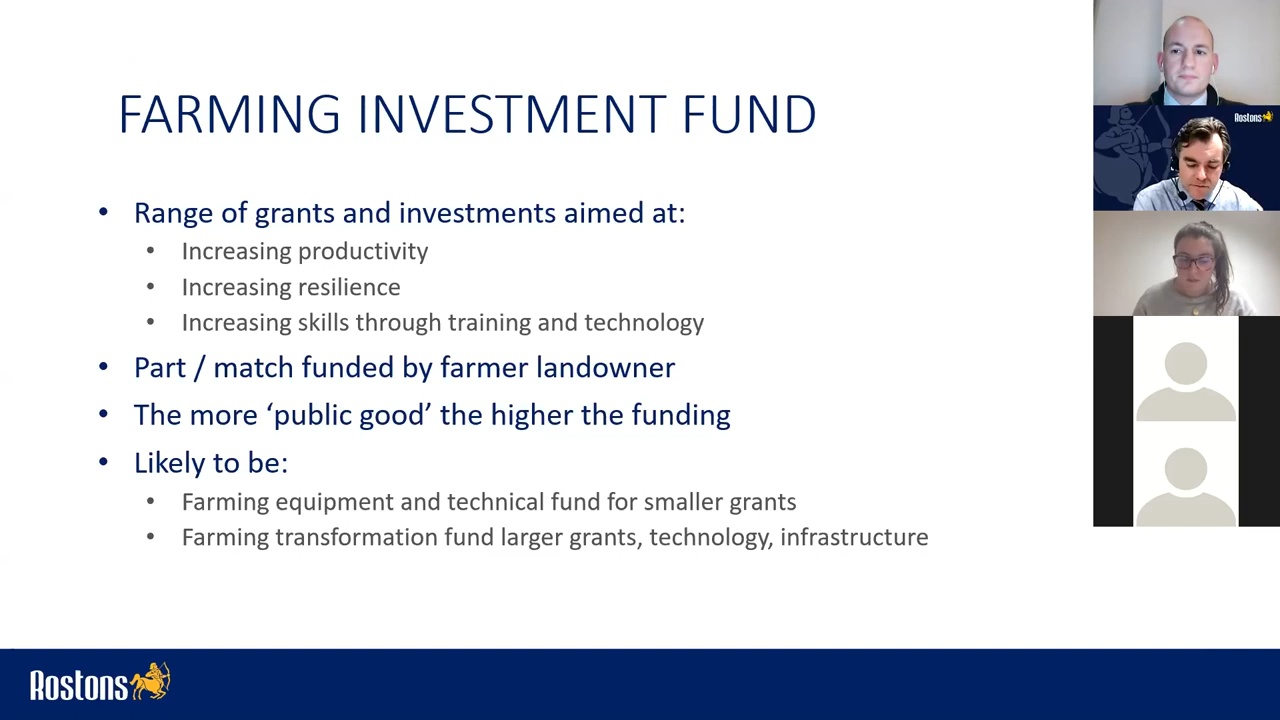 FARMING INVESTMENT FUND
• Range of grants and investments aimed at:
• Increasing productivity
• Increasing resilience
• Increasing skills through training and technology
• Part / match funded by farmer landowner
• The more ‘public good’ the higher the funding
• Likely to be:
• Farming equipment and technical fund for smaller grants
• Farming transformation fund larger grants, technology, infrastructure
Rostons
Rostons